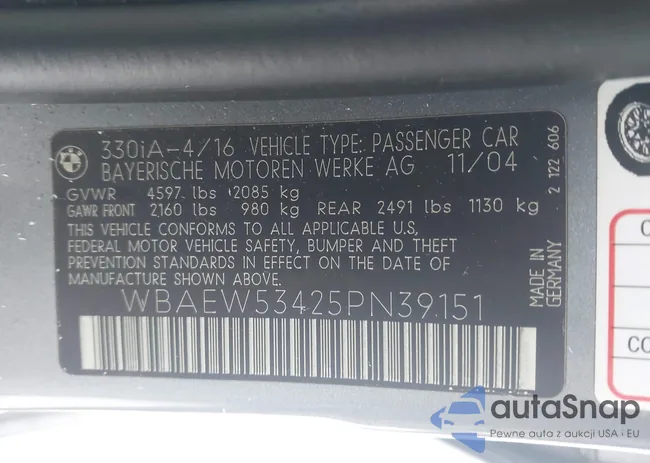 330iA-4/16 VEHICLE TYPE: PASSENGER CAR
BAYERISCHE MOTOREN WERKE AG 11/04
GVWR 4597 lbs 2085 kg
GAWR FRONT 2160 lbs 980 kg REAR 2491 lbs 1130 kg
THIS VEHICLE CONFORMS TO ALL APPLICABLE U.S,
FEDERAL MOTOR VEHICLE SAFETY, BUMPER AND THEFT
PREVENTION STANDARDS IN EFFECT ON THE DATE OF
MANUFACTURE SHOWN ABOVE.
WBAEW53425PN39151
2 122 606
MADE IN
GERMANY
CO
autaSnap
Pewne auta z aukcji USA i EU